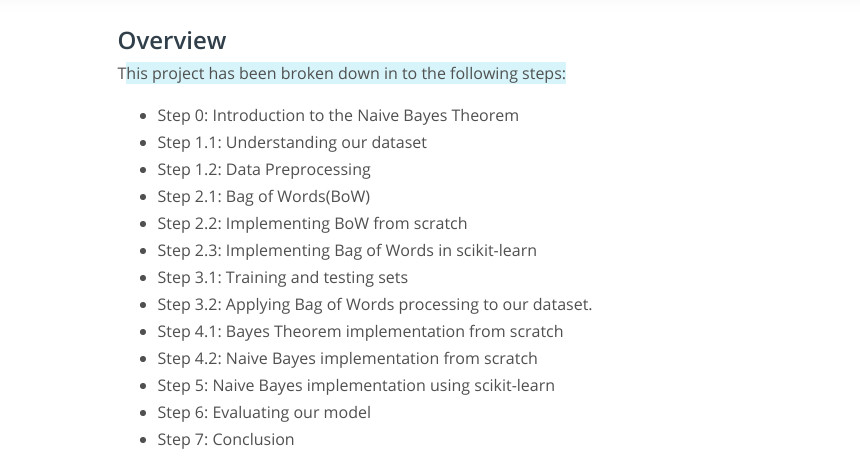 Overview
This project has been broken down in to the following steps:
Step 0: Introduction to the Naive Bayes Theorem
Step 1.1: Understanding our dataset
Step 1.2: Data Preprocessing
Step 2.1: Bag of Words(BoW)
Step 2.2: Implementing BoW from scratch
Step 2.3: Implementing Bag of Words in scikit-learn
Step 3.1: Training and testing sets
Step 3.2: Applying Bag of Words processing to our dataset.
Step 4.1: Bayes Theorem implementation from scratch
Step 4.2: Naive Bayes implementation from scratch
Step 5: Naive Bayes implementation using scikit-learn
Step 6: Evaluating our model
Step 7: Conclusion